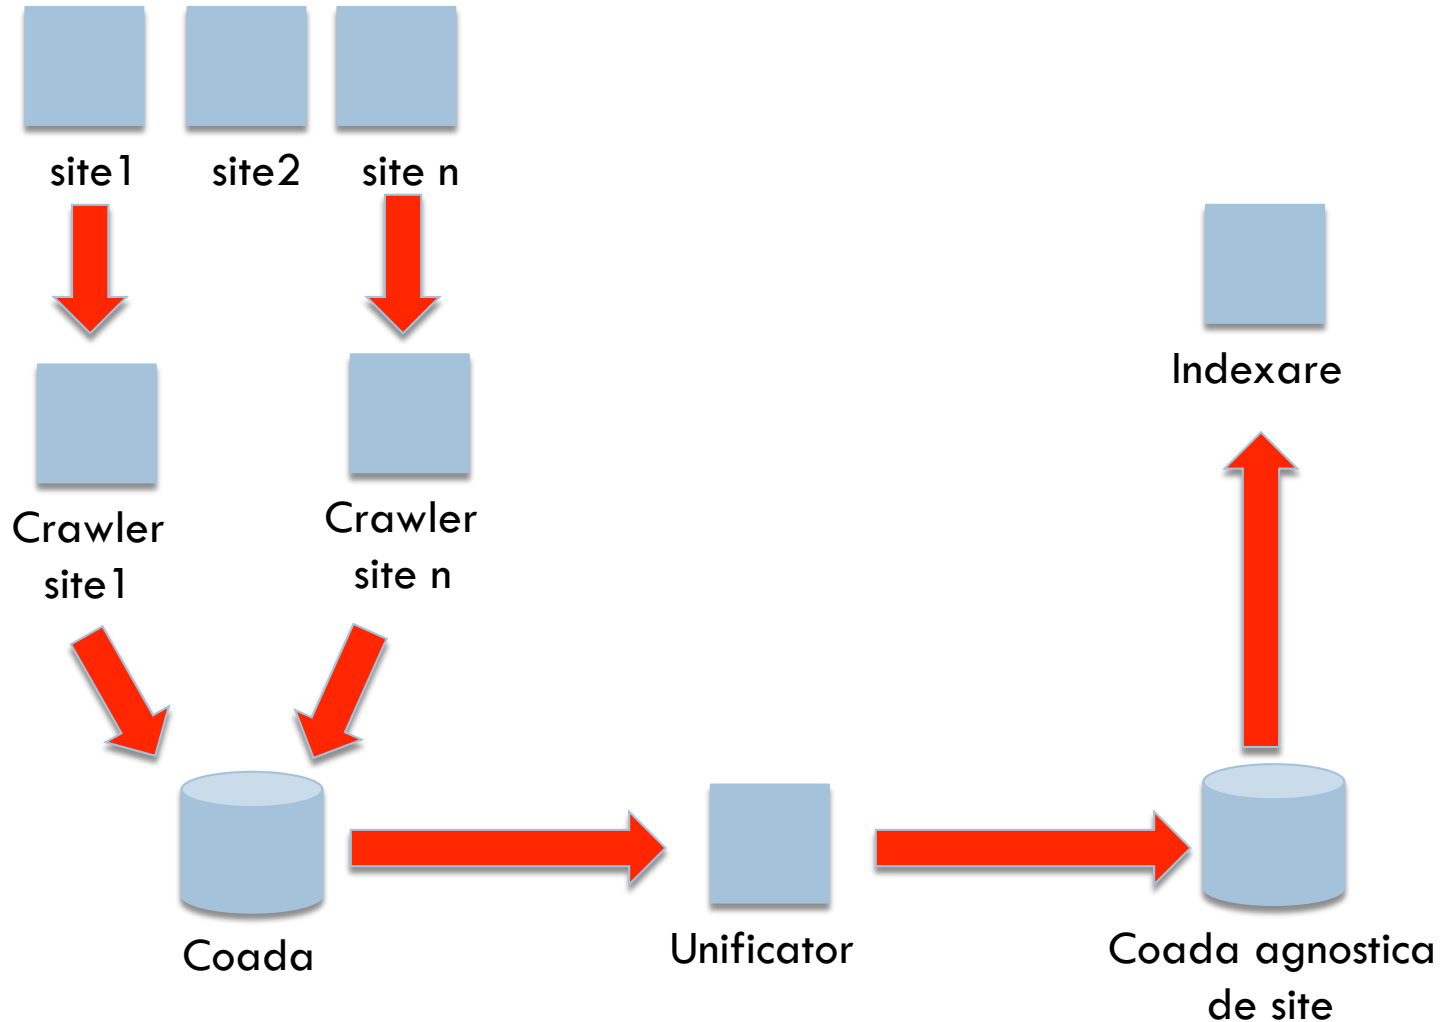 site1
site2
site n
Crawler
site1
Crawler
site n
Indexare
Coada
Unificator
Coada agnostica
de site